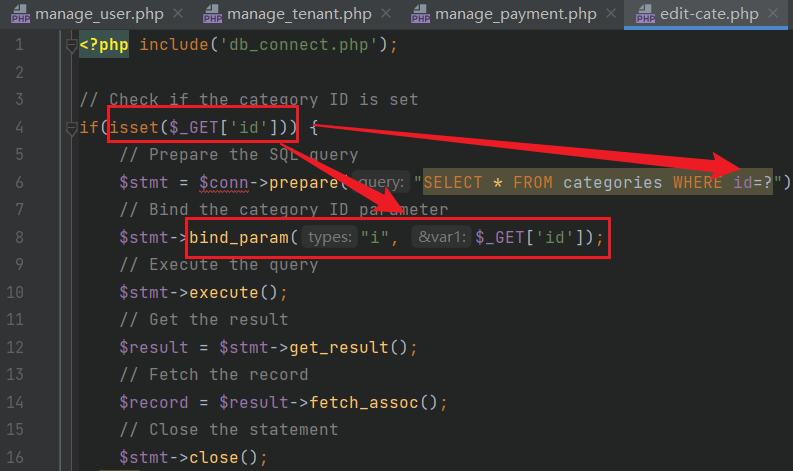 manage_user.php × manage_tenant.php × manage_payment.php × edit-cate.php ×
1 <?php include('db_connect.php');
2
3 // Check if the category ID is set
4 if(isset($_GET['id'])) {
5 // Prepare the SQL query
6 $stmt = $conn->prepare( query: "SELECT * FROM categories WHERE id=?")
7 // Bind the category ID parameter
8 $stmt->bind_param( types: "i", &var1: $_GET['id']);
9 // Execute the query
10 $stmt->execute();
11 // Get the result
12 $result = $stmt->get_result();
13 // Fetch the record
14 $record = $result->fetch_assoc();
15 // Close the statement
16 $stmt->close();